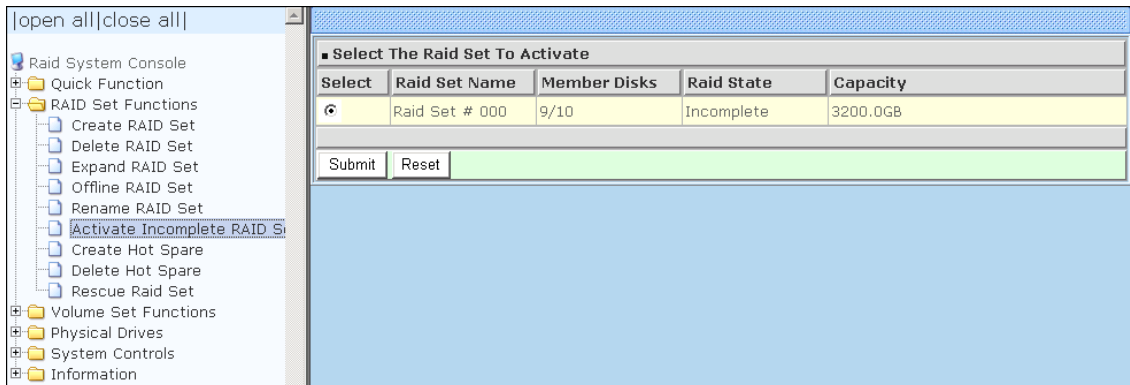 |open all|close all|
Raid System Console
Quick Function
RAID Set Functions
Create RAID Set
Delete RAID Set
Expand RAID Set
Offline RAID Set
Rename RAID Set
Activate Incomplete RAID S
Create Hot Spare
Delete Hot Spare
Rescue Raid Set
Volume Set Functions
Physical Drives
System Controls
Information
Select The Raid Set To Activate
Select Raid Set Name Member Disks Raid State Capacity
Raid Set # 000 9/10 Incomplete 3200.0GB
Submit Reset